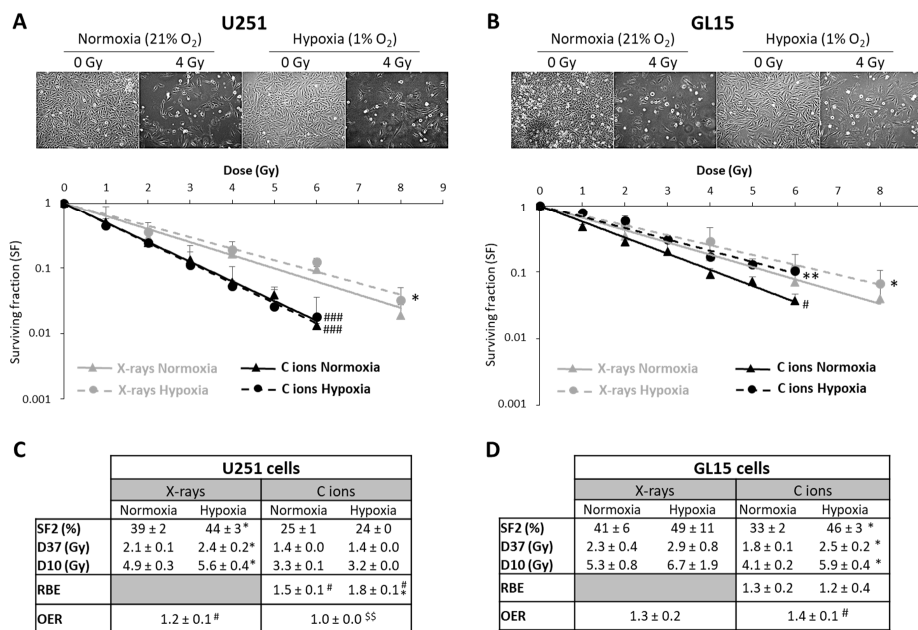 A
U251
Normoxia (21% O2) Hypoxia (1% O2)
0 Gy 4 Gy 0 Gy 4 Gy
Dose (Gy)
0 1 2 3 4 5 6 7 8 9
1
0.1
0.01
0.001
Surviving fraction (SF)
*
###
###
X-rays Normoxia C ions Normoxia
X-rays Hypoxia C ions Hypoxia
B
GL15
Normoxia (21% O2) Hypoxia (1% O2)
0 Gy 4 Gy 0 Gy 4 Gy
Dose (Gy)
0 1 2 3 4 5 6 7 8
1
0.1
0.01
0.001
Surviving fraction (SF)
**
*
#
X-rays Normoxia C ions Normoxia
X-rays Hypoxia C ions Hypoxia
C
U251 cells
X-rays C ions
Normoxia Hypoxia Normoxia Hypoxia
SF2 (%) 39 ± 2 44 ± 3 * 25 ± 1 24 ± 0
D37 (Gy) 2.1 ± 0.1 2.4 ± 0.2 * 1.4 ± 0.0 1.4 ± 0.0
D10 (Gy) 4.9 ± 0.3 5.6 ± 0.4 * 3.3 ± 0.1 3.2 ± 0.0
RBE 1.5 ± 0.1 # 1.8 ± 0.1 # *
OER 1.2 ± 0.1 # 1.0 ± 0.0 $$
D
GL15 cells
X-rays C ions
Normoxia Hypoxia Normoxia Hypoxia
SF2 (%) 41 ± 6 49 ± 11 33 ± 2 46 ± 3 *
D37 (Gy) 2.3 ± 0.4 2.9 ± 0.8 1.8 ± 0.1 2.5 ± 0.2 *
D10 (Gy) 5.3 ± 0.8 6.7 ± 1.9 4.1 ± 0.2 5.9 ± 0.4 *
RBE 1.3 ± 0.2 1.2 ± 0.4
OER 1.3 ± 0.2 1.4 ± 0.1 #